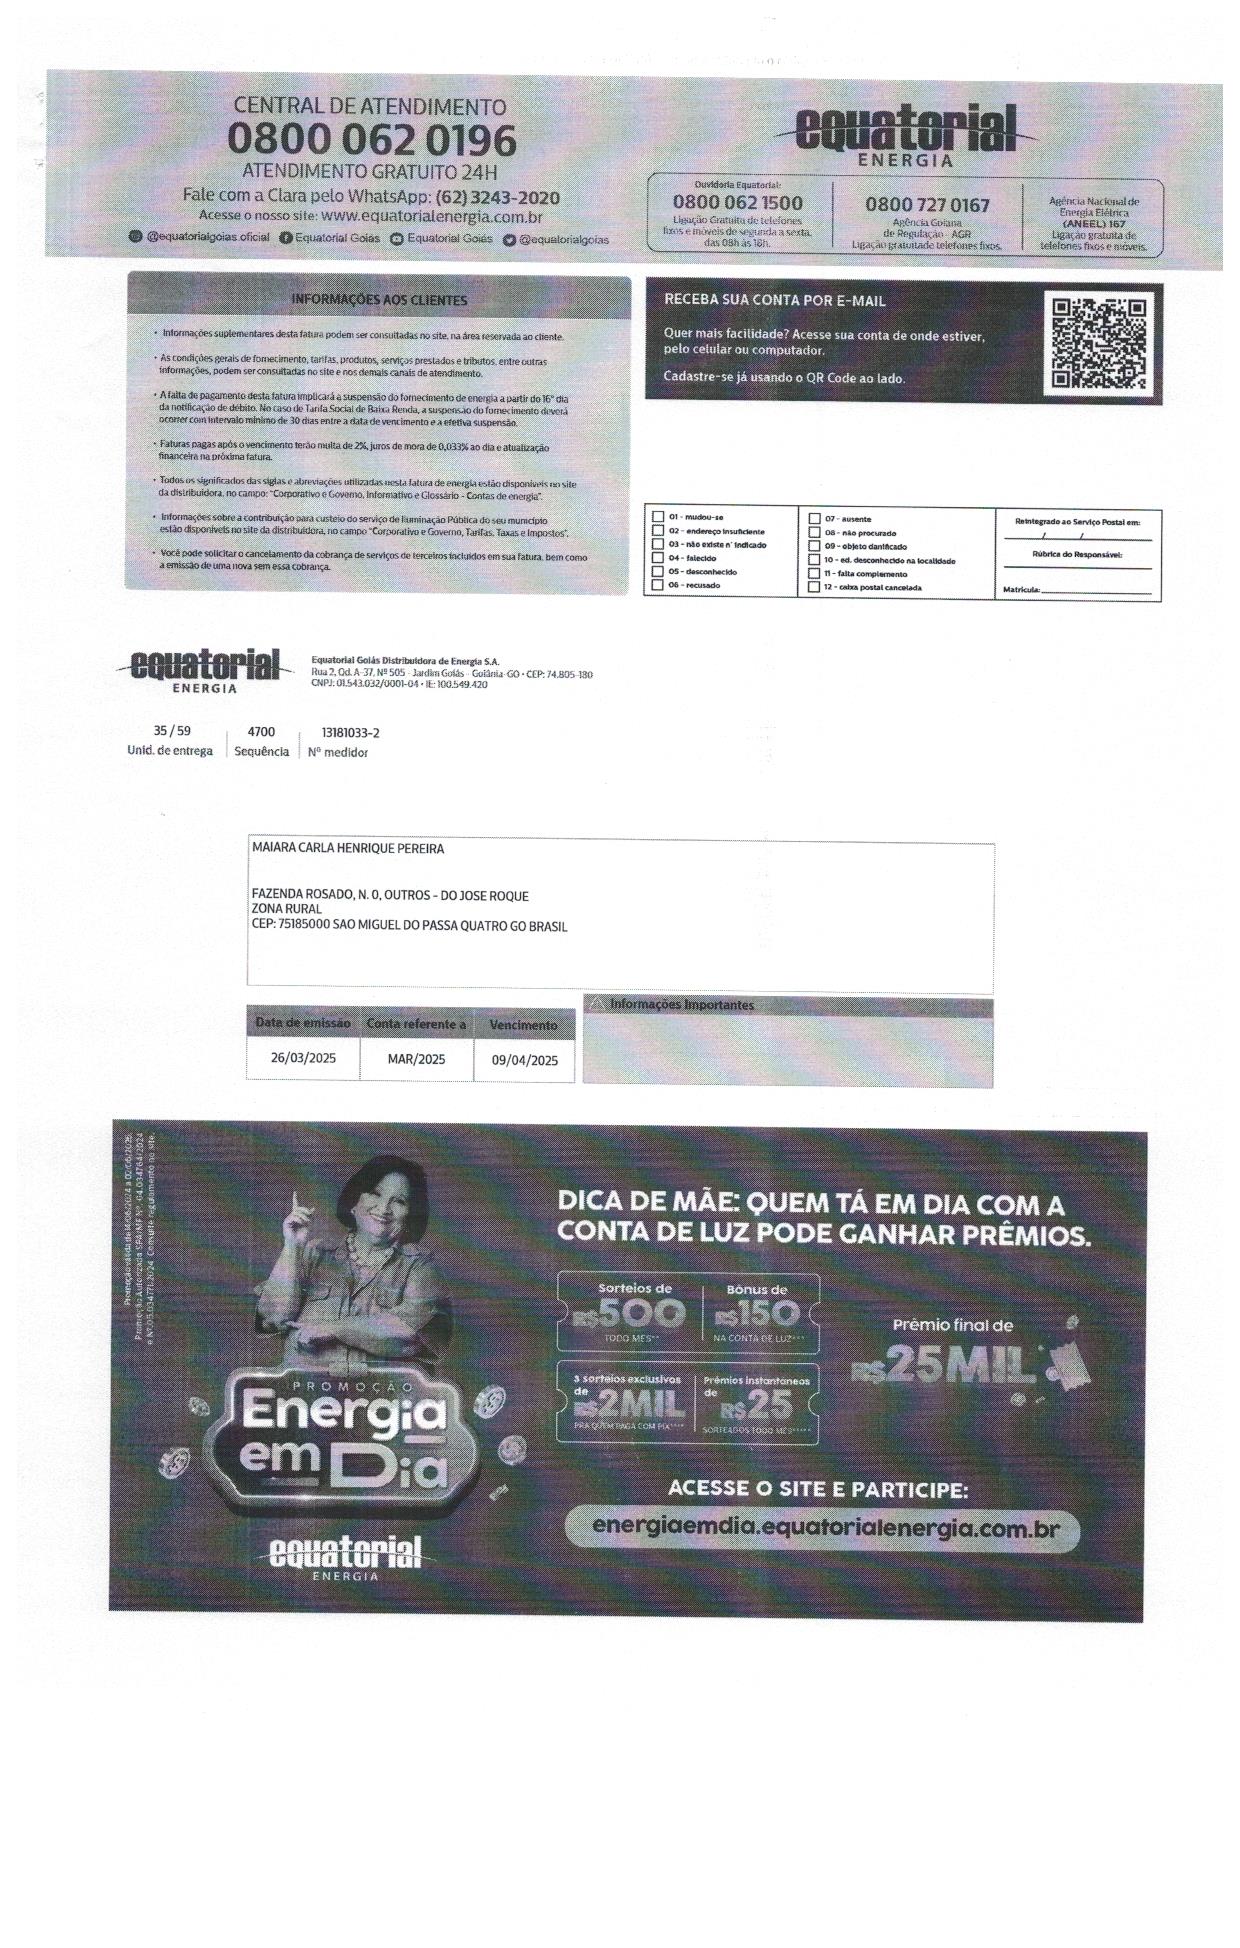 CENTRAL DE ATENDIMENTO
0800 062 0196
ATENDIMENTO GRATUITO 24H
Fale com a Clara pelo WhatsApp: (62) 3243-2020
Acesse o nosso site: www.equatorialenergia.com.br
@equatorialgoias.oficial Equatorial Goiás Equatorial Goiás @equatorialgoias
equatorial
ENERGIA
Ouvidoria Equatorial:
0800 062 1500
Ligação Gratuita de telefones
fixos e móveis de segunda a sexta,
das 08h às 18h.
0800 727 0167
Agência Goiana
de Regulação - AGR
Ligação gratuita de telefones fixos.
Agência Nacional de
Energia Elétrica
(ANEEL) 167
Ligação gratuita de
telefones fixos e móveis.
INFORMAÇÕES AOS CLIENTES
• Informações suplementares desta fatura podem ser consultadas no site, na área reservada ao cliente.
• As condições gerais de fornecimento, tarifas, produtos, serviços prestados e tributos, entre outras
informações, podem ser consultadas no site e nos demais canais de atendimento.
• A falta de pagamento desta fatura implicará a suspensão do fornecimento de energia a partir do 16º dia
da notificação de débito. No caso de Tarifa Social de Baixa Renda, a suspensão do fornecimento deverá
ocorrer com intervalo mínimo de 30 dias entre a data de vencimento e a efetiva suspensão.
• Faturas pagas após o vencimento terão multa de 2%, juros de mora de 0,033% ao dia e atualização
financeira na próxima fatura.
• Todos os significados das siglas e abreviações utilizadas nesta fatura de energia estão disponíveis no site
da distribuidora, no campo: "Corporativo e Governo, Informativo e Glossário - Contas de energia".
• Informações sobre a contribuição para custeio do serviço de Iluminação Pública do seu município
estão disponíveis no site da distribuidora, no campo "Corporativo e Governo, Tarifas, Taxas e Impostos".
• Você pode solicitar o cancelamento da cobrança de serviços de terceiros incluídos em sua fatura, bem como
a emissão de uma nova sem essa cobrança.
RECEBA SUA CONTA POR E-MAIL
Quer mais facilidade? Acesse sua conta de onde estiver,
pelo celular ou computador.
Cadastre-se já usando o QR Code ao lado.
01 - mudou-se
02 - endereço insuficiente
03 - não existe n° indicado
04 - falecido
05 - desconhecido
06 - recusado
07 - ausente
08 - não procurado
09 - objeto danificado
10 - ed. desconhecido na localidade
11 - falta complemento
12 - caixa postal cancelada
Reintegrado ao Serviço Postal em:
/ /
Rúbrica do Responsável:
Matrícula:
equatorial
ENERGIA
Equatorial Goiás Distribuidora de Energia S.A.
Rua 2, Qd. A-37, Nº 505 - Jardim Goiás - Goiânia-GO - CEP: 74.805-180
CNPJ: 01.543.032/0001-04 - IE: 100.549.420
35 / 59 4700 13181033-2
Unid. de entrega Sequência Nº medidor
MAIARA CARLA HENRIQUE PEREIRA
FAZENDA ROSADO, N. 0, OUTROS - DO JOSE ROQUE
ZONA RURAL
CEP: 75185000 SAO MIGUEL DO PASSA QUATRO GO BRASIL
Data de emissão Conta referente a Vencimento
26/03/2025 MAR/2025 09/04/2025
Informações Importantes
DICA DE MÃE: QUEM TÁ EM DIA COM A
CONTA DE LUZ PODE GANHAR PRÊMIOS.
Sorteios de
R$500
TODO MÊS**
Bônus de
R$150
NA CONTA DE LUZ***
3 sorteios exclusivos
de
R$2MIL
PRA QUEM PAGA COM PIX****
Prêmios instantâneos
de
R$25
SORTEADOS TODO MÊS*****
Prêmio final de
R$25MIL*
PROMOÇÃO
Energia
em Dia
equatorial
ENERGIA
ACESSE O SITE E PARTICIPE:
energiaemdia.equatorialenergia.com.br